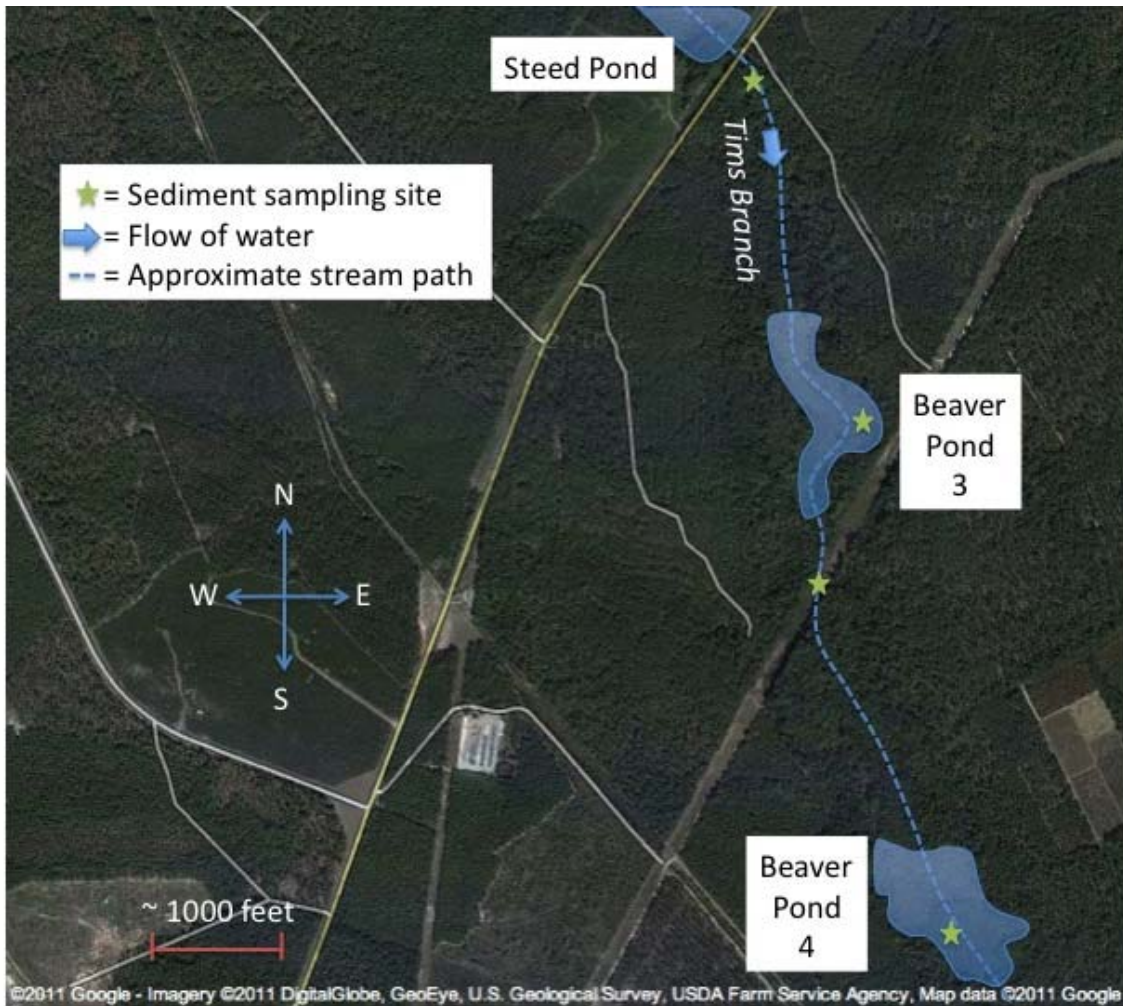 Steed Pond
Tims Branch
= Sediment sampling site
= Flow of water
= Approximate stream path
Beaver
Pond
3
N
W
E
S
Beaver
Pond
4
~ 1000 feet
©2011 Google - Imagery ©2011 DigitalGlobe, GeoEye, U.S. Geological Survey, USDA Farm Service Agency, Map data ©2011 Google